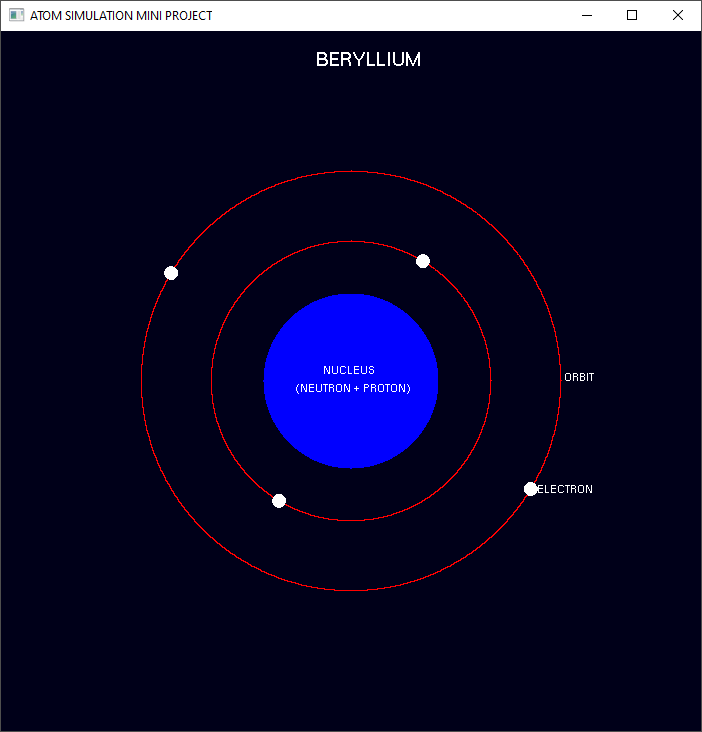 ATOM SIMULATION MINI PROJECT
BERYLLIUM
NUCLEUS
(NEUTRON + PROTON)
ORBIT
ELECTRON